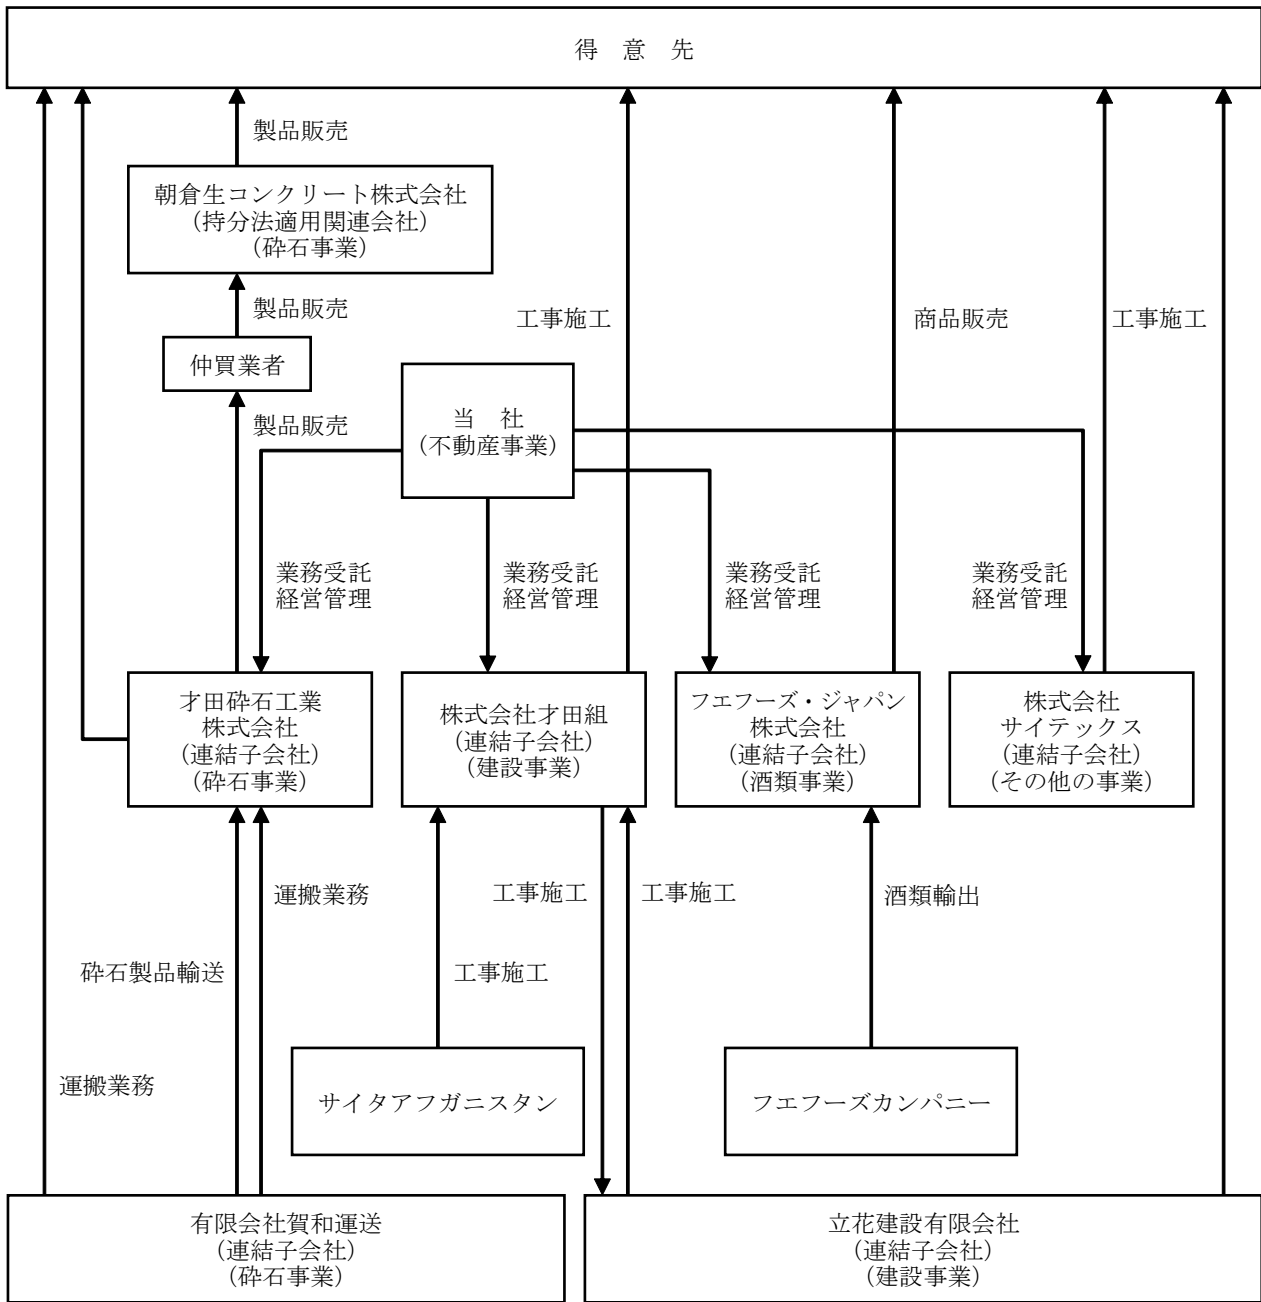 得　意　先
製品販売
朝倉生コンクリート株式会社
（持分法適用関連会社）
（砕石事業）
製品販売
工事施工
商品販売
工事施工
仲買業者
製品販売
当　社
（不動産事業）
業務受託
経営管理
業務受託
経営管理
業務受託
経営管理
業務受託
経営管理
才田砕石工業
株式会社
（連結子会社）
（砕石事業）
株式会社才田組
（連結子会社）
（建設事業）
フエフーズ・ジャパン
株式会社
（連結子会社）
（酒類事業）
株式会社
サイテックス
（連結子会社）
（その他の事業）
運搬業務
工事施工
工事施工
酒類輸出
砕石製品輸送
工事施工
運搬業務
サイタアフガニスタン
フエフーズカンパニー
有限会社賀和運送
（連結子会社）
（砕石事業）
立花建設有限会社
（連結子会社）
（建設事業）